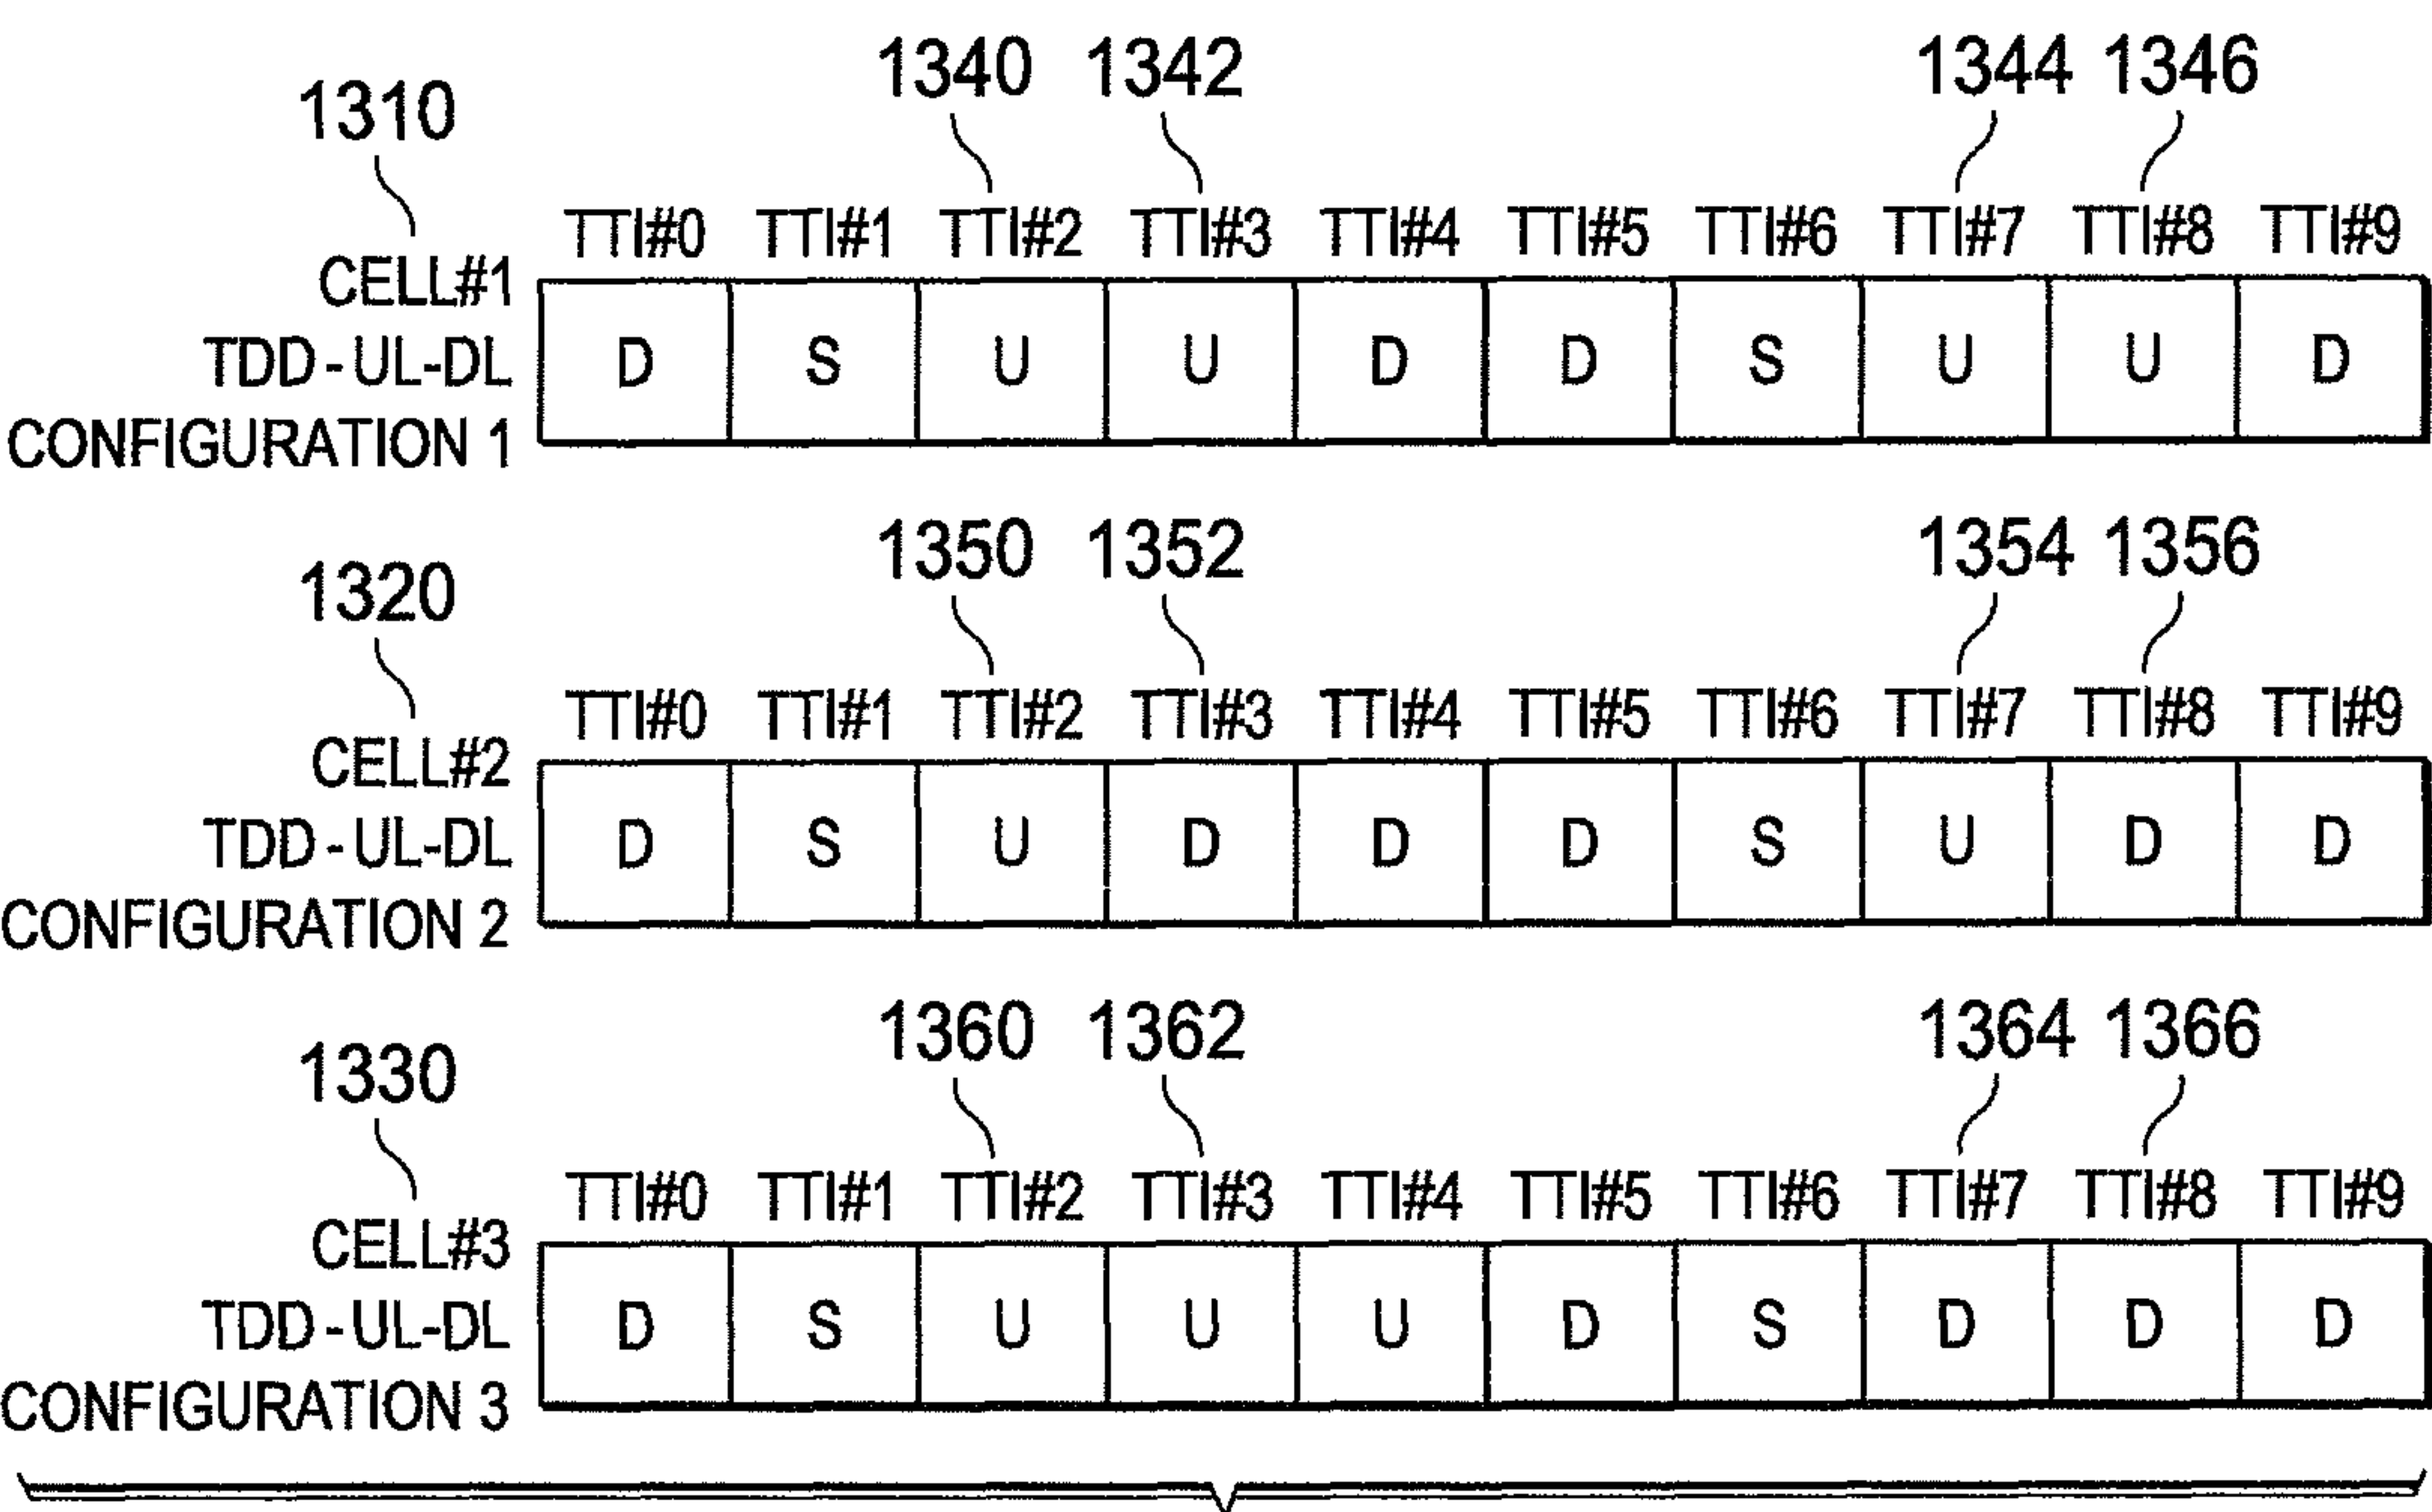 1340 1342 1344 1346
1310
TTI#0 TTI#1 TTI#2 TTI#3 TTI#4 TTI#5 TTI#6 TTI#7 TTI#8 TTI#9
CELL#1
TDD-UL-DL D S U U D D S U U D
CONFIGURATION 1
1350 1352 1354 1356
1320
TTI#0 TTI#1 TTI#2 TTI#3 TTI#4 TTI#5 TTI#6 TTI#7 TTI#8 TTI#9
CELL#2
TDD-UL-DL D S U D D D S U D D
CONFIGURATION 2
1360 1362 1364 1366
1330
TTI#0 TTI#1 TTI#2 TTI#3 TTI#4 TTI#5 TTI#6 TTI#7 TTI#8 TTI#9
CELL#3
TDD-UL-DL D S U U U D S D D D
CONFIGURATION 3